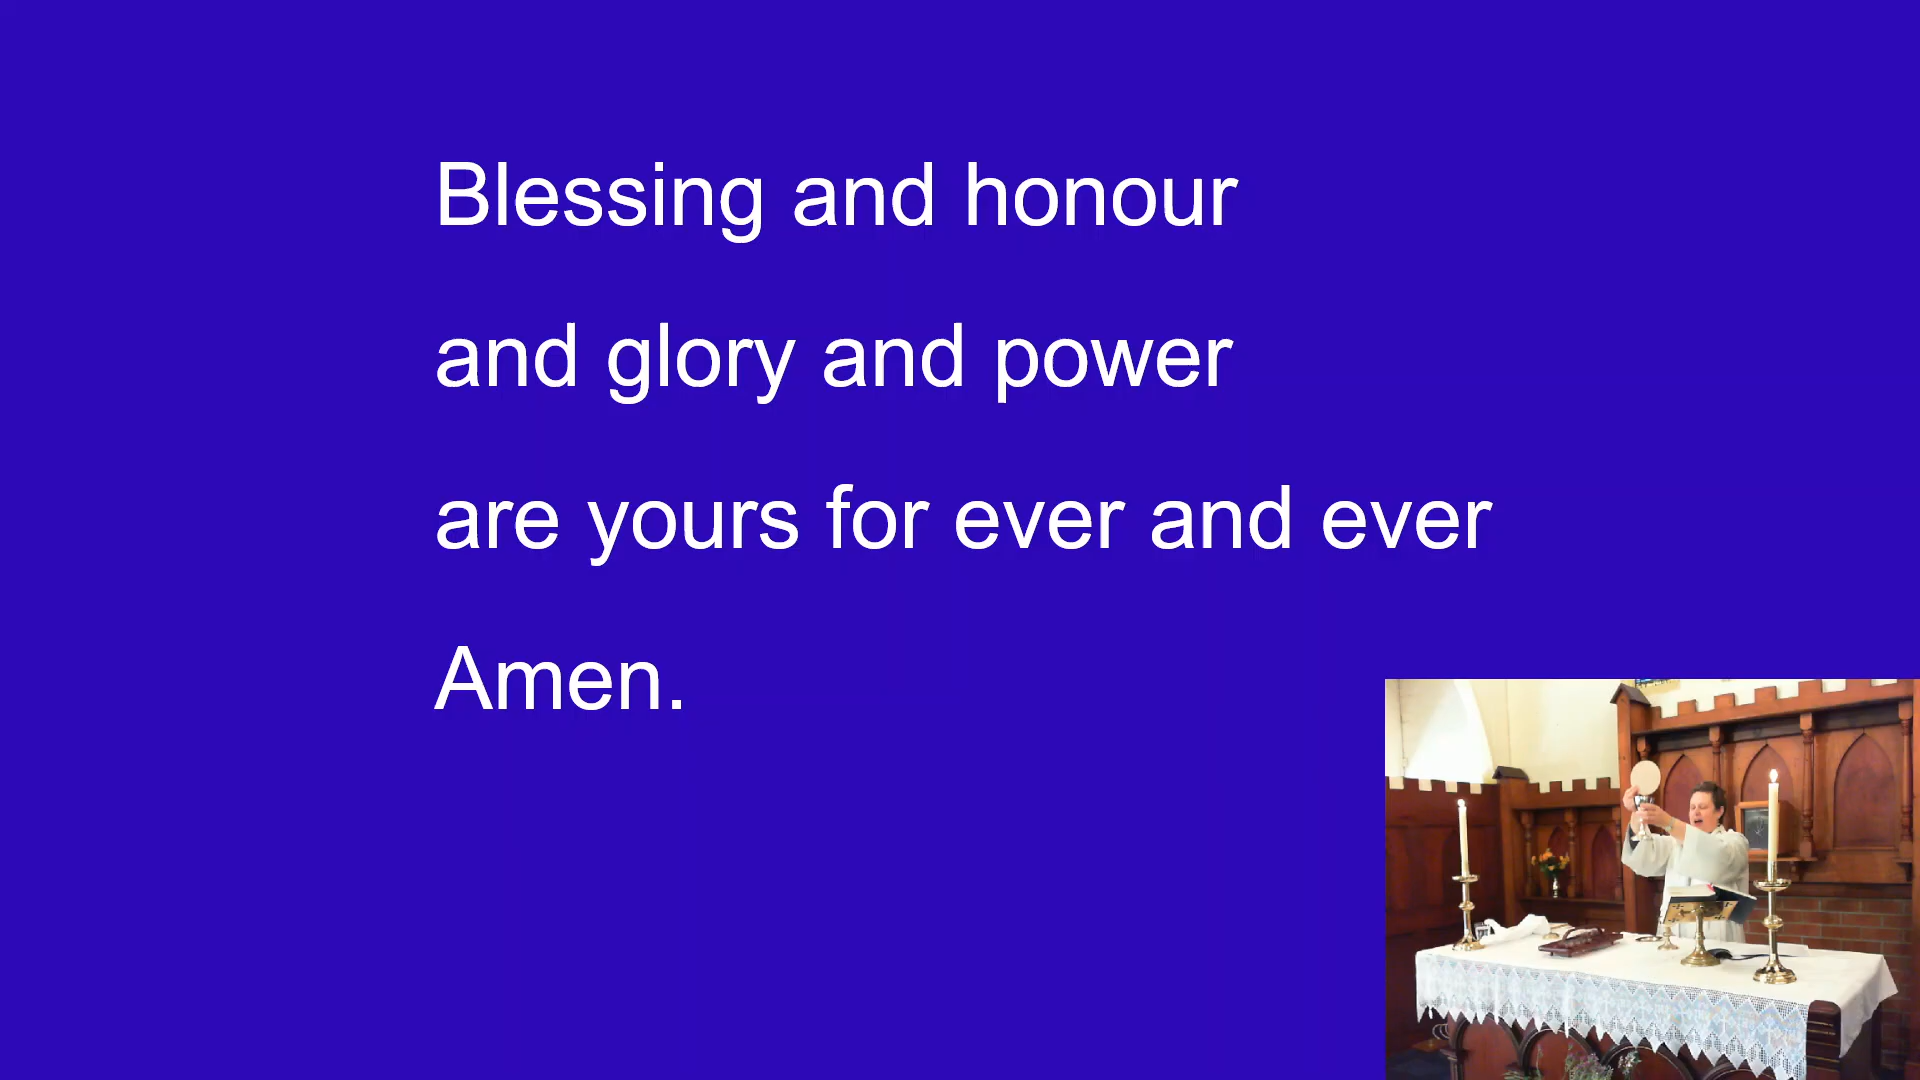 Blessing and honour
and glory and power
are yours for ever and ever
Amen.